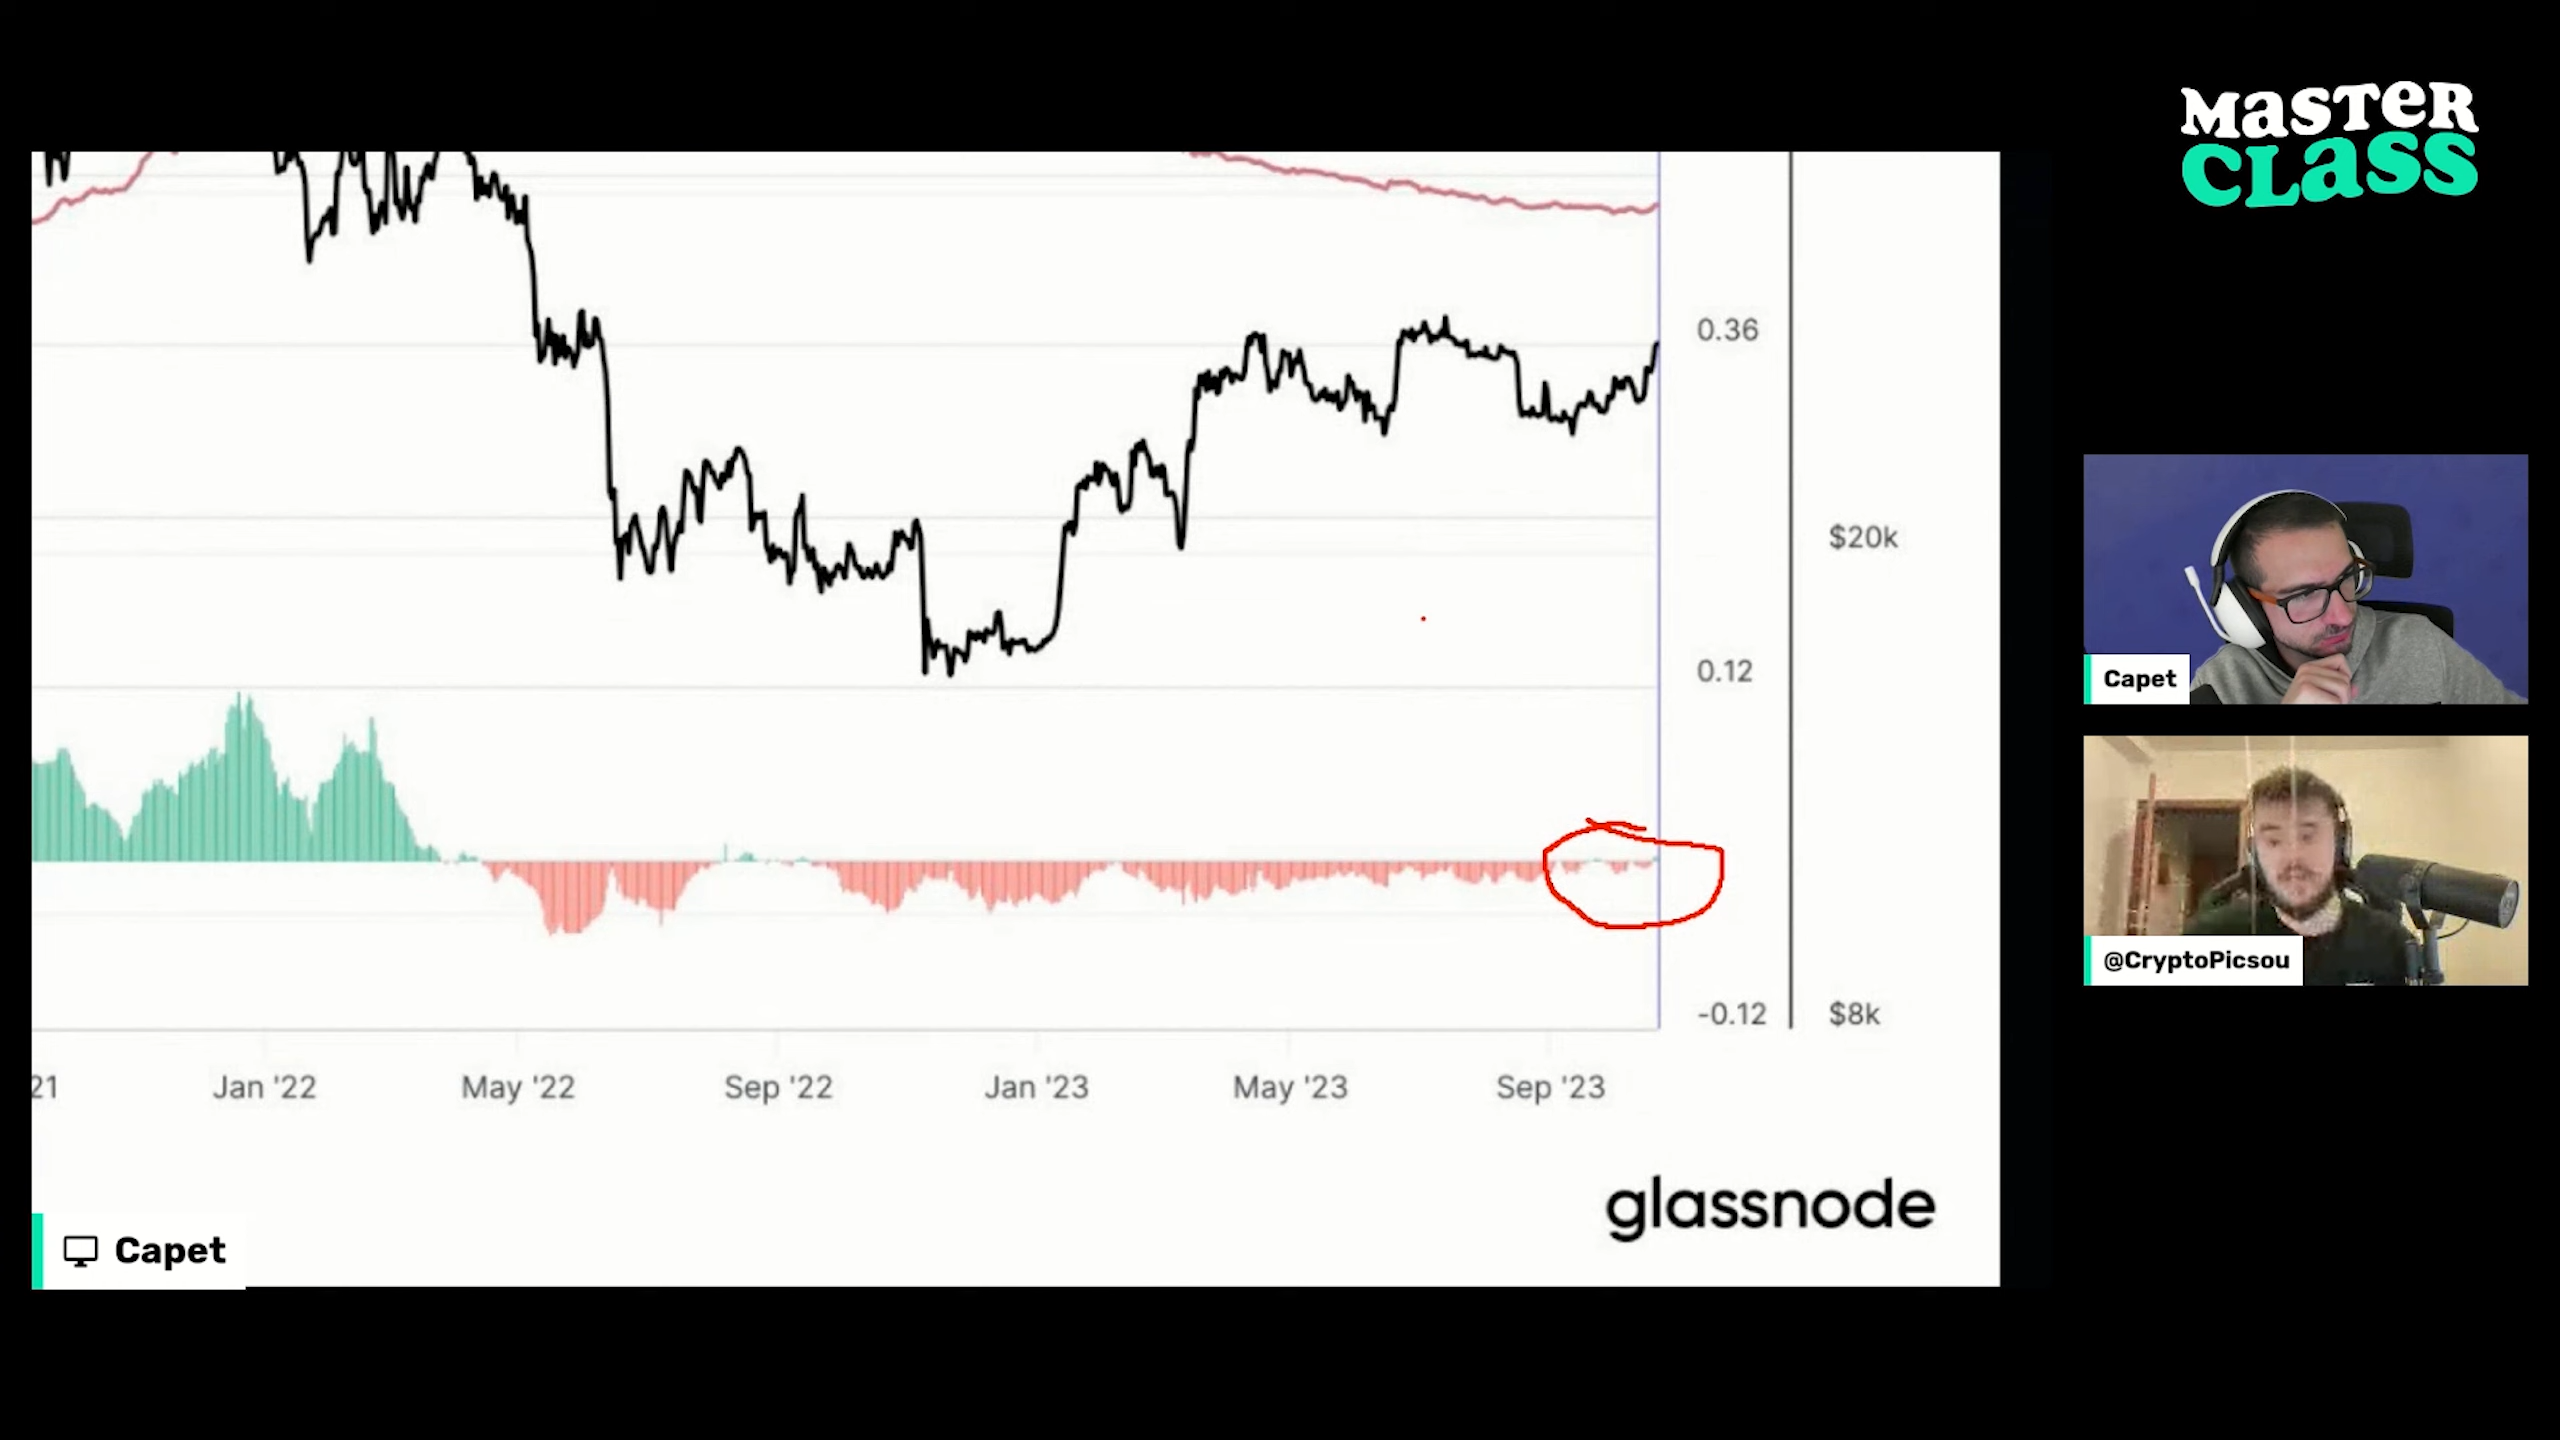 MasTeR
CLass
0.36
$20k
0.12
Capet
@CryptoPicsou
-0.12
$8k
21
Jan '22
May '22
Sep '22
Jan '23
May '23
Sep '23
glassnode
Capet